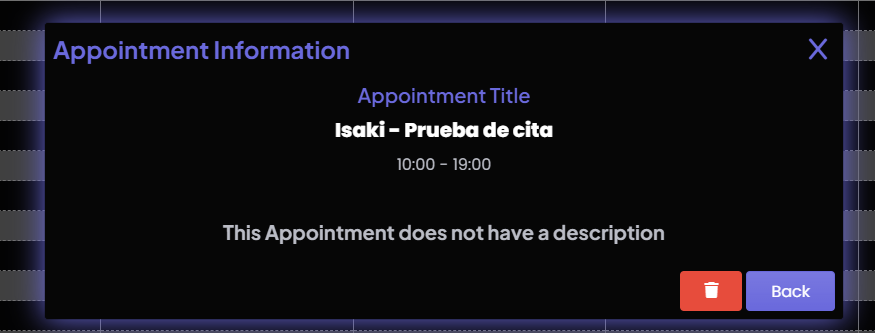 Appointment Information
X
Appointment Title
Isaki - Prueba de cita
10:00 - 19:00
This Appointment does not have a description
Back